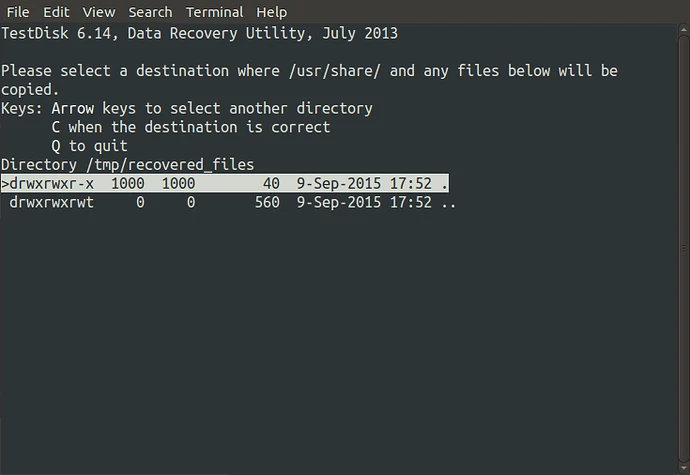 File Edit View Search Terminal Help
TestDisk 6.14, Data Recovery Utility, July 2013
Please select a destination where /usr/share/ and any files below will be
copied.
Keys: Arrow keys to select another directory
C when the destination is correct
Q to quit
Directory /tmp/recovered_files
>drwxrwxr-x  1000  1000        40  9-Sep-2015 17:52 .
drwxrwxrwt     0     0       560  9-Sep-2015 17:52 ..